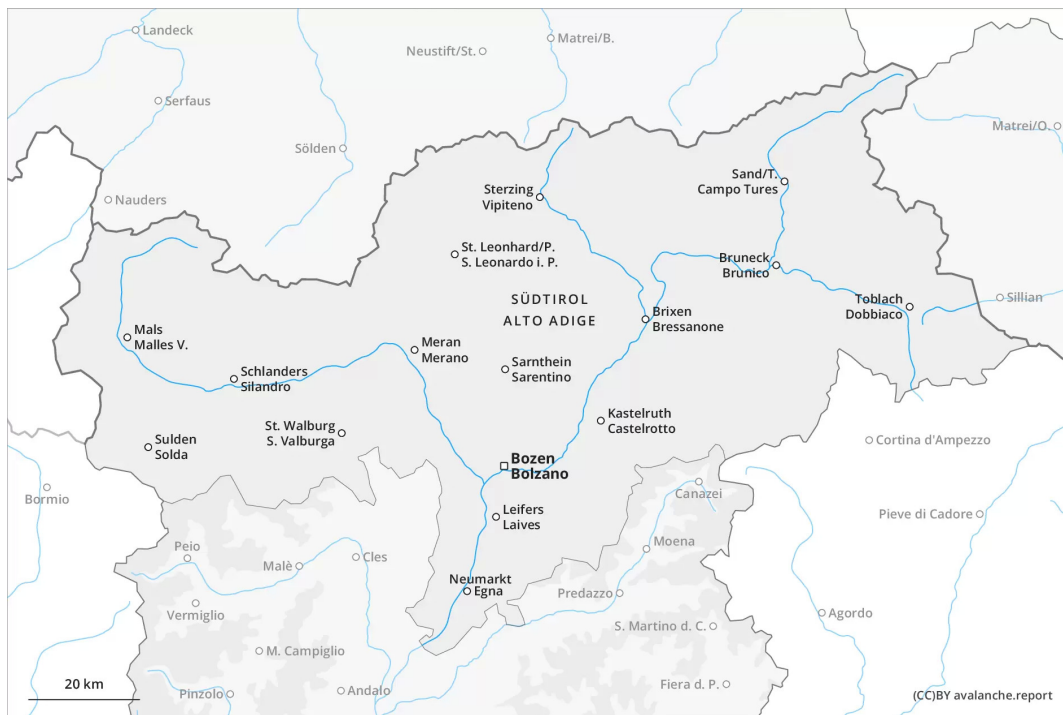 Landeck
Matrei/B.
Neustift/St.
Serfaus
Matrei/O.
Sölden
Sand/T.
Campo Tures
Sterzing
Vipiteno
Nauders
St. Leonhard/P.
S. Leonardo i. P.
Bruneck
Brunico
SÜDTIROL
ALTO ADIGE
Toblach
Dobbiaco
Sillian
Brixen
Bressanone
Mals
Malles V.
Meran
Merano
Sarnthein
Sarentino
Schlanders
Silandro
Kastelruth
Castelrotto
St. Walburg
S. Valburga
Sulden
Solda
Cortina d'Ampezzo
Bozen
Bolzano
Bormio
Canazei
Leifers
Laives
Pieve di Cadore
Moena
Peio
Malè
Cles
Neumarkt
Egna
Predazzo
Vermiglio
Agordo
S. Martino d. C.
M. Campiglio
20 km
Pinzolo
Andalo
Fiera d. P.
(CC)BY avalanche.report